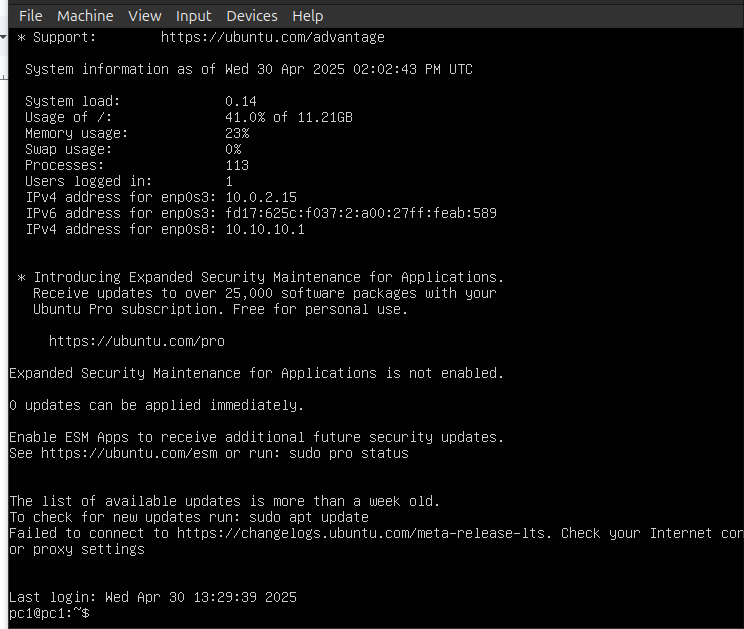 File Machine View Input Devices Help
* Support: https://ubuntu.com/advantage
System information as of Wed 30 Apr 2025 02:02:43 PM UTC
System load: 0.14
Usage of /: 41.0% of 11.21GB
Memory usage: 23%
Swap usage: 0%
Processes: 113
Users logged in: 1
IPv4 address for enp0s3: 10.0.2.15
IPv6 address for enp0s3: fd17:625c:f037:2:a00:27ff:feab:589
IPv4 address for enp0s8: 10.10.10.1
* Introducing Expanded Security Maintenance for Applications.
Receive updates to over 25,000 software packages with your
Ubuntu Pro subscription. Free for personal use.
https://ubuntu.com/pro
Expanded Security Maintenance for Applications is not enabled.
0 updates can be applied immediately.
Enable ESM Apps to receive additional future security updates.
See https://ubuntu.com/esm or run: sudo pro status
The list of available updates is more than a week old.
To check for new updates run: sudo apt update
Failed to connect to https://changelogs.ubuntu.com/meta-release-lts. Check your Internet con
or proxy settings
Last login: Wed Apr 30 13:29:39 2025
pc1@pc1:~$